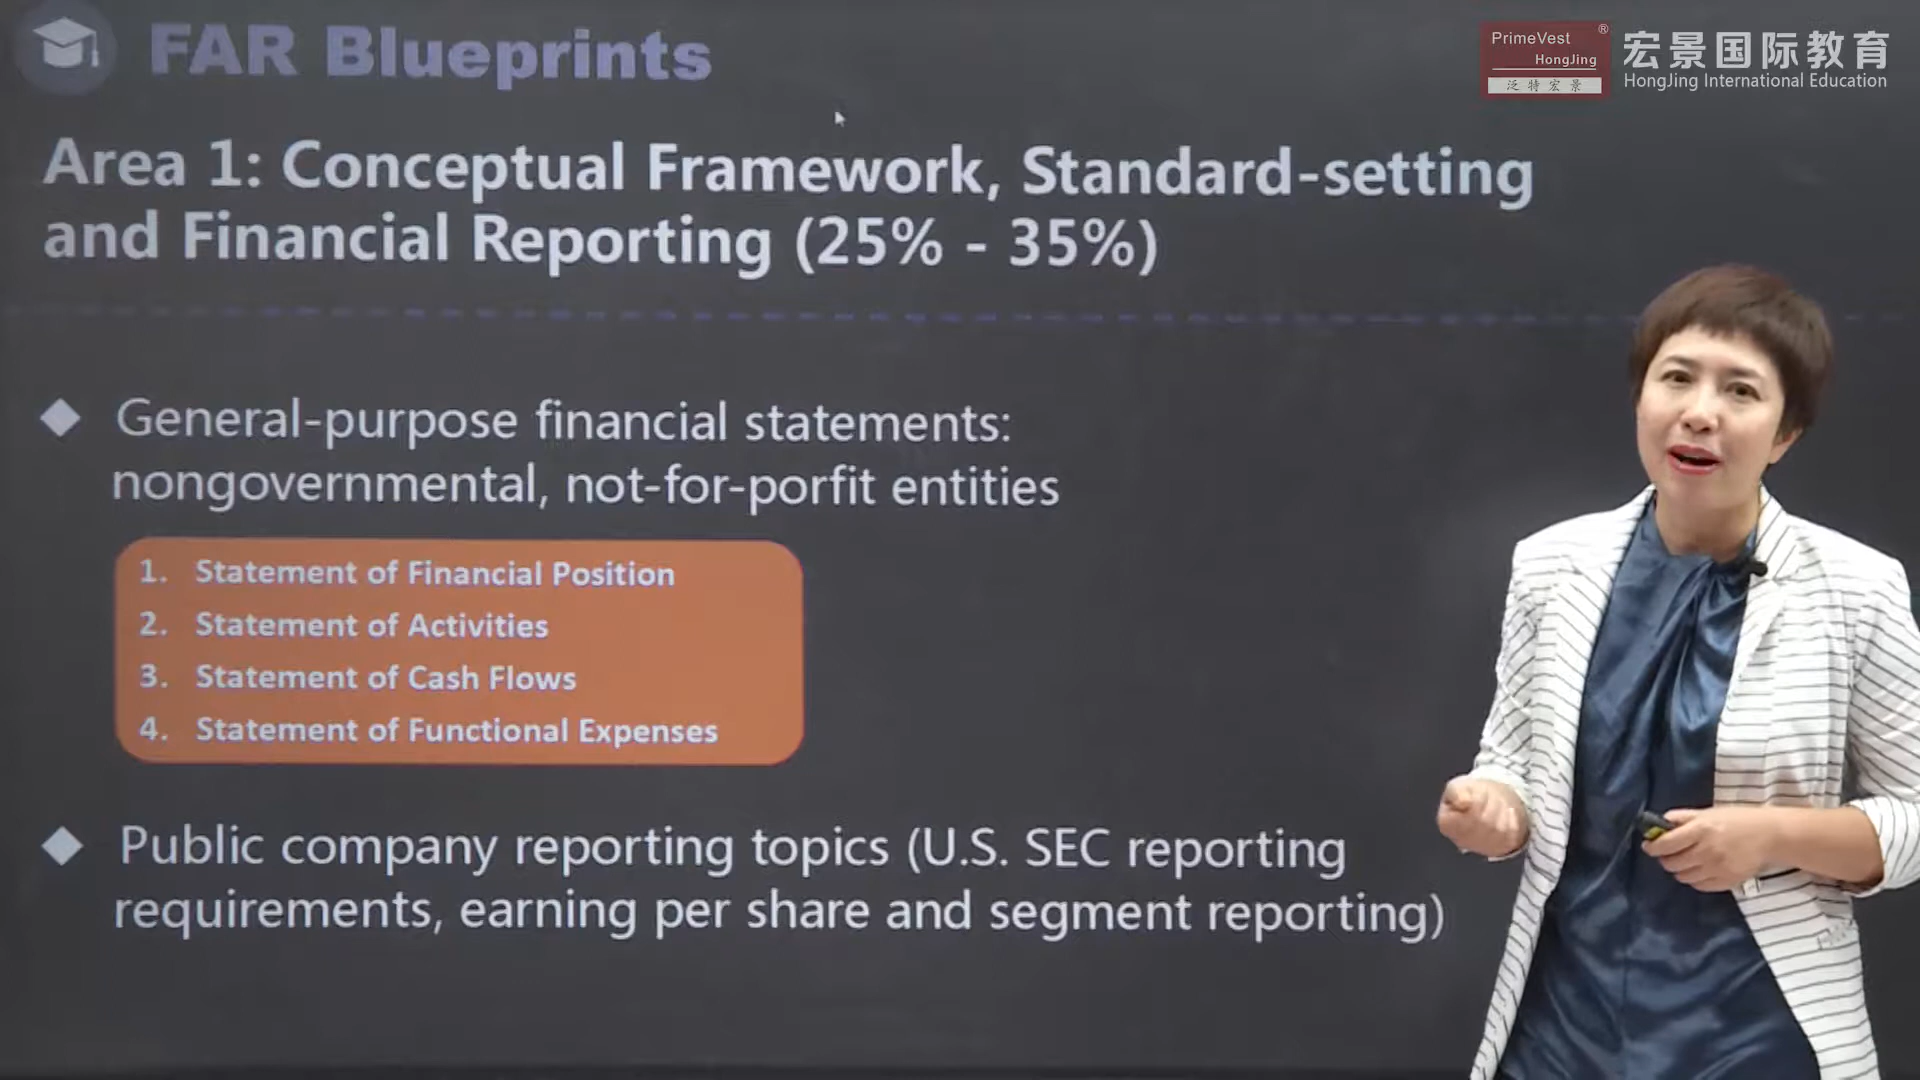 FAR Blueprints
PrimeVest ®
HongJing
泛特宏景
宏景国际教育
HongJing International Education
Area 1: Conceptual Framework, Standard-setting
and Financial Reporting (25% - 35%)
General-purpose financial statements:
nongovernmental, not-for-porfit entities
1. Statement of Financial Position
2. Statement of Activities
3. Statement of Cash Flows
4. Statement of Functional Expenses
Public company reporting topics (U.S. SEC reporting
requirements, earning per share and segment reporting)